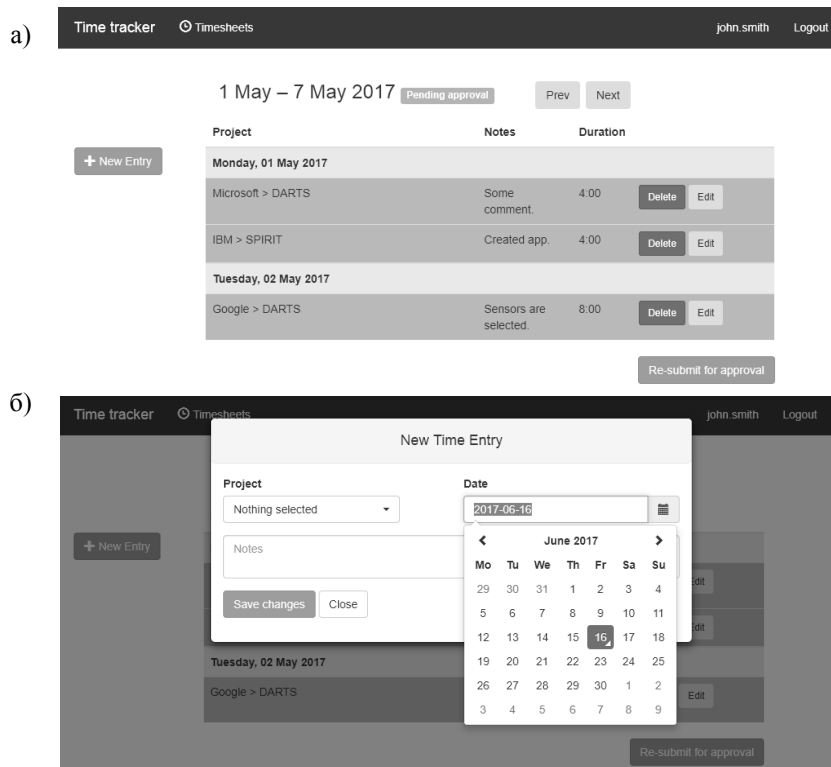 а)
Time tracker Timesheets john.smith Logout
1 May – 7 May 2017 Pending approval Prev Next
Project Notes Duration
+ New Entry
Monday, 01 May 2017
Microsoft > DARTS Some comment. 4:00 Delete Edit
IBM > SPIRIT Created app. 4:00 Delete Edit
Tuesday, 02 May 2017
Google > DARTS Sensors are selected. 8:00 Delete Edit
Re-submit for approval
б)
Time tracker Timesheets john.smith Logout
New Time Entry
Project Date
Nothing selected 2017-06-16
+ New Entry
Notes
June 2017
Mo Tu We Th Fr Sa Su
29 30 31 1 2 3 4
Edit
Save changes Close
5 6 7 8 9 10 11
12 13 14 15 16 17 18
Edit
19 20 21 22 23 24 25
Tuesday, 02 May 2017
26 27 28 29 30 1 2
Google > DARTS Edit
3 4 5 6 7 8 9
Re-submit for approval